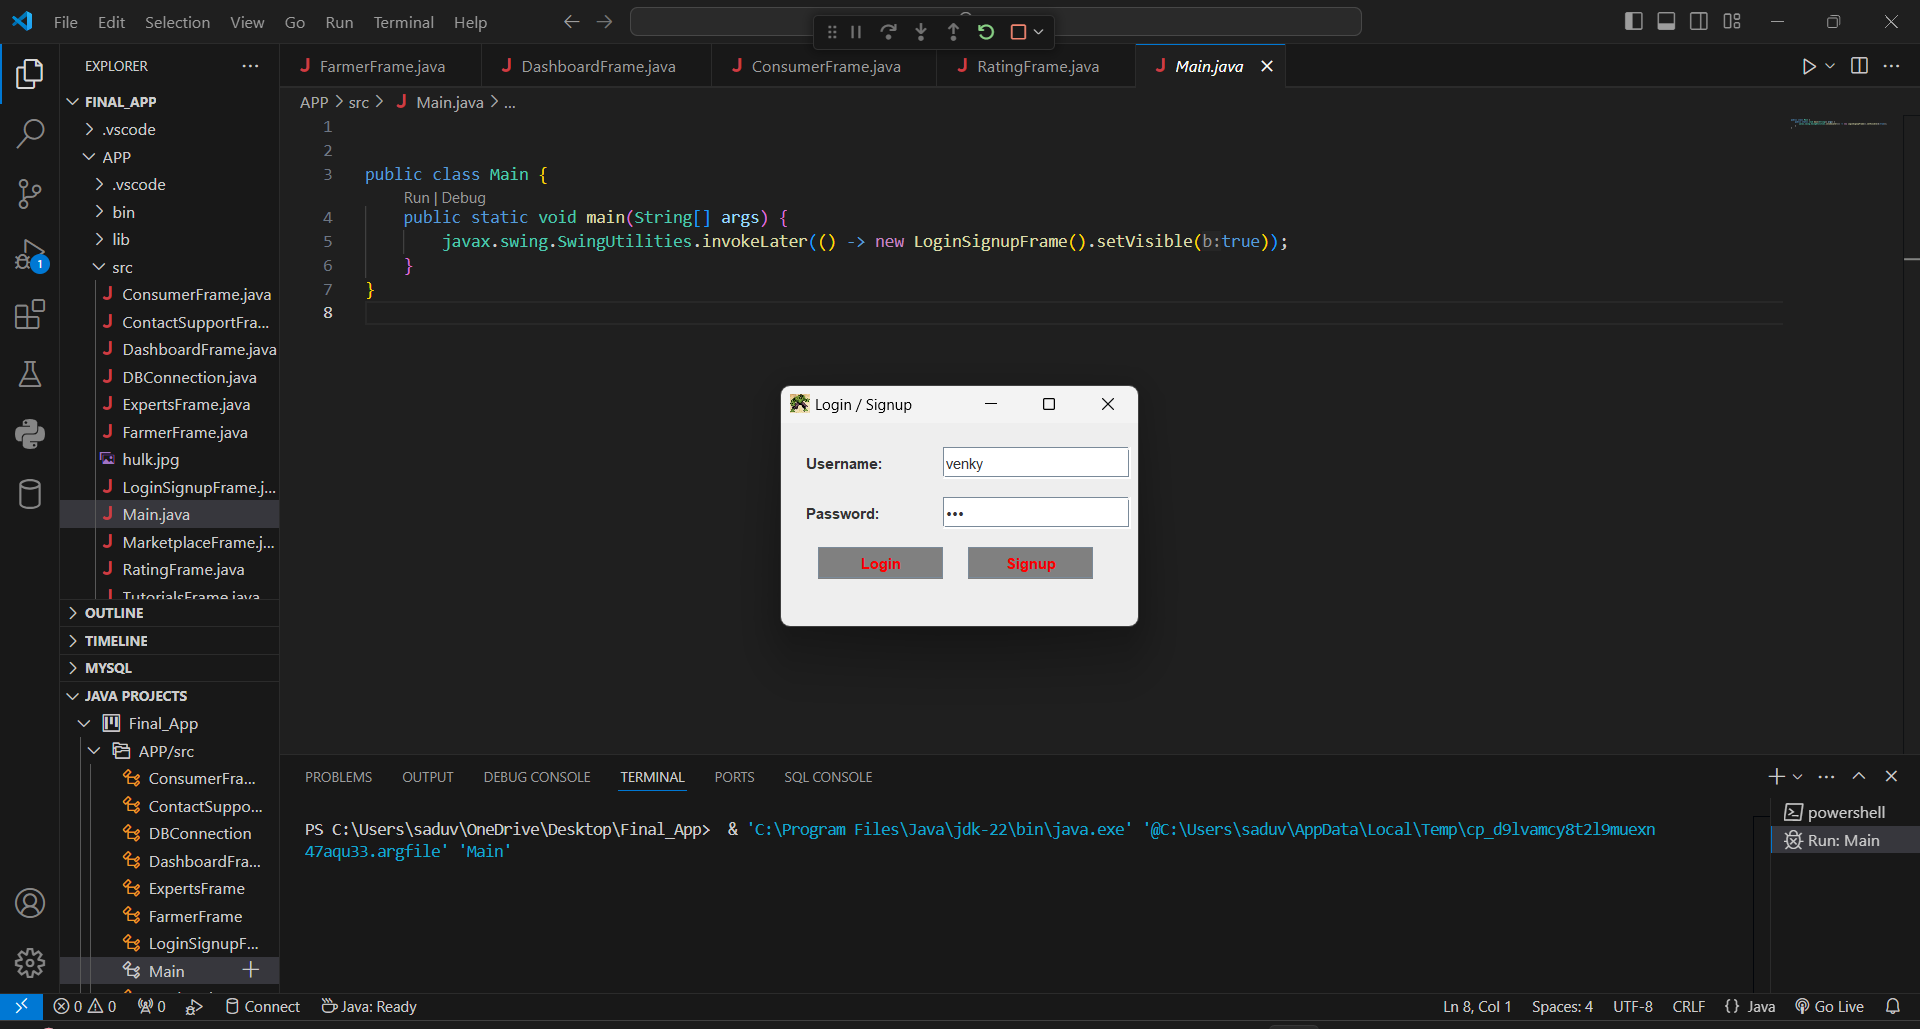 File Edit Selection View Go Run Terminal Help
EXPLORER
FINAL_APP
.vscode
APP
.vscode
bin
lib
src
ConsumerFrame.java
ContactSupportFra...
DashboardFrame.java
DBConnection.java
ExpertsFrame.java
FarmerFrame.java
hulk.jpg
LoginSignupFrame.j...
Main.java
MarketplaceFrame.j...
RatingFrame.java
TutorialsFrame.java
OUTLINE
TIMELINE
MYSQL
JAVA PROJECTS
Final_App
APP/src
ConsumerFra...
ContactSuppo...
DBConnection
DashboardFra...
ExpertsFrame
FarmerFrame
LoginSignupF...
Main
1
FarmerFrame.java DashboardFrame.java ConsumerFrame.java RatingFrame.java Main.java
APP > src > Main.java > ...
1
2
3 public class Main {
Run | Debug
4 public static void main(String[] args) {
5 javax.swing.SwingUtilities.invokeLater(() -> new LoginSignupFrame().setVisible(b:true));
6 }
7 }
8
Login / Signup
Username: venky
Password: •••
Login Signup
PROBLEMS OUTPUT DEBUG CONSOLE TERMINAL PORTS SQL CONSOLE
PS C:\Users\saduv\OneDrive\Desktop\Final_App> & 'C:\Program Files\Java\jdk-22\bin\java.exe' '@C:\Users\saduv\AppData\Local\Temp\cp_d9lvamcy8t2l9muexn
47aqu33.argfile' 'Main'
powershell
Run: Main
0 0 0 Connect Java: Ready Ln 8, Col 1 Spaces: 4 UTF-8 CRLF {} Java Go Live